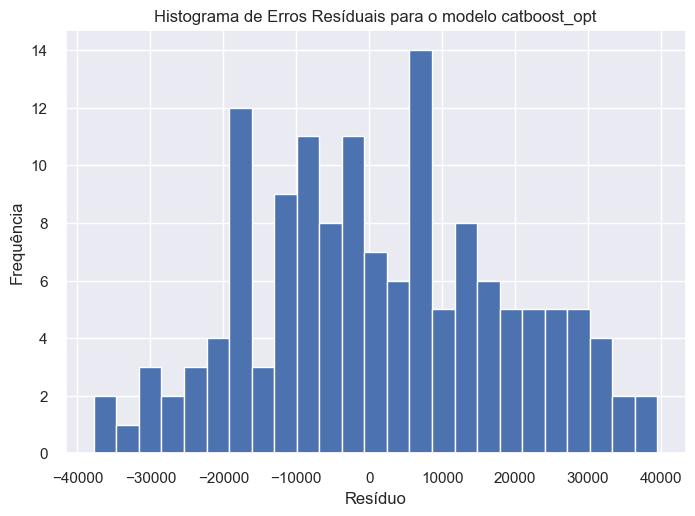 Histograma de Erros Resíduais para o modelo catboost_opt
Frequência
14
12
10
8
6
4
2
0
−40000 −30000 −20000 −10000 0 10000 20000 30000 40000
Resíduo